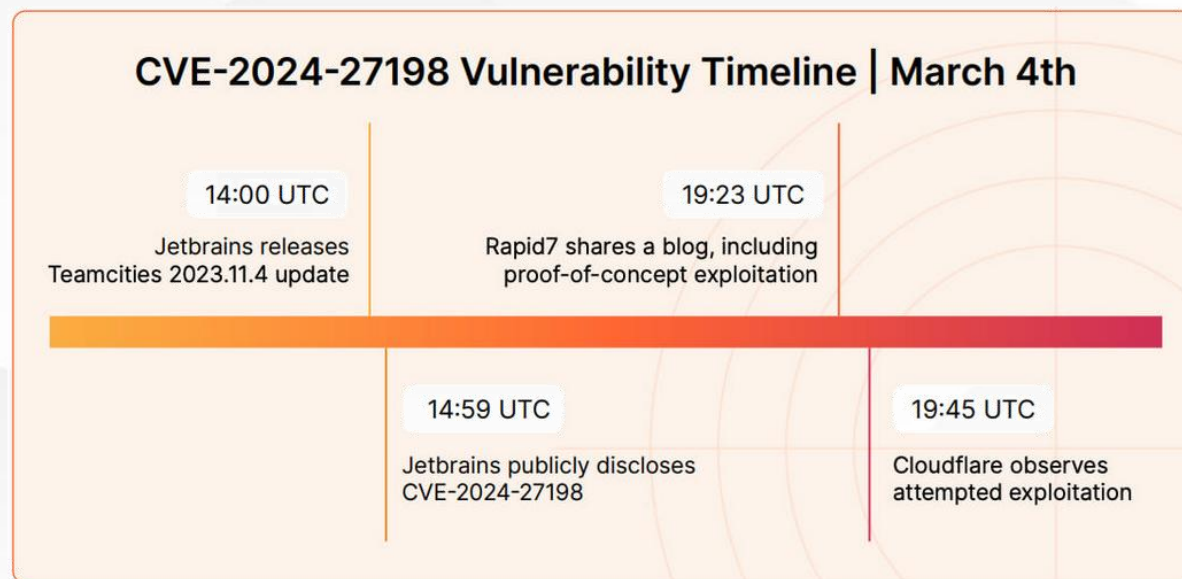 CVE-2024-27198 Vulnerability Timeline | March 4th
14:00 UTC
Jetbrains releases
Teamcities 2023.11.4 update
14:59 UTC
Jetbrains publicly discloses
CVE-2024-27198
19:23 UTC
Rapid7 shares a blog, including
proof-of-concept exploitation
19:45 UTC
Cloudflare observes
attempted exploitation